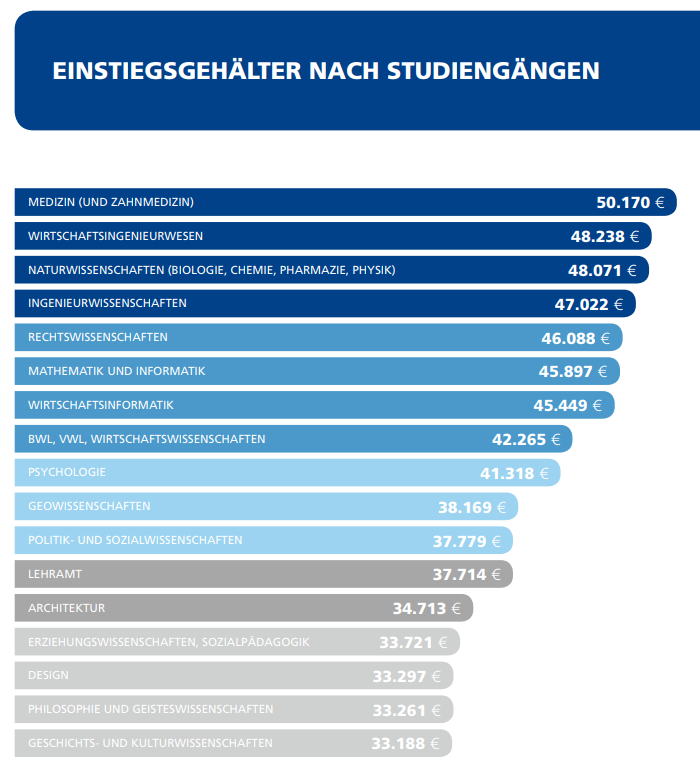 EINSTIEGSGEHÄLTER NACH STUDIENGÄNGEN
MEDIZIN (UND ZAHNMEDIZIN) 50.170 €
WIRTSCHAFTSINGENIEURWESEN 48.238 €
NATURWISSENSCHAFTEN (BIOLOGIE, CHEMIE, PHARMAZIE, PHYSIK) 48.071 €
INGENIEURWISSENSCHAFTEN 47.022 €
RECHTSWISSENSCHAFTEN 46.088 €
MATHEMATIK UND INFORMATIK 45.897 €
WIRTSCHAFTSINFORMATIK 45.449 €
BWL, VWL, WIRTSCHAFTSWISSENSCHAFTEN 42.265 €
PSYCHOLOGIE 41.318 €
GEOWISSENSCHAFTEN 38.169 €
POLITIK- UND SOZIALWISSENSCHAFTEN 37.779 €
LEHRAMT 37.714 €
ARCHITEKTUR 34.713 €
ERZIEHUNGSWISSENSCHAFTEN, SOZIALPÄDAGOGIK 33.721 €
DESIGN 33.297 €
PHILOSOPHIE UND GEISTESWISSENSCHAFTEN 33.261 €
GESCHICHTS- UND KULTURWISSENSCHAFTEN 33.188 €